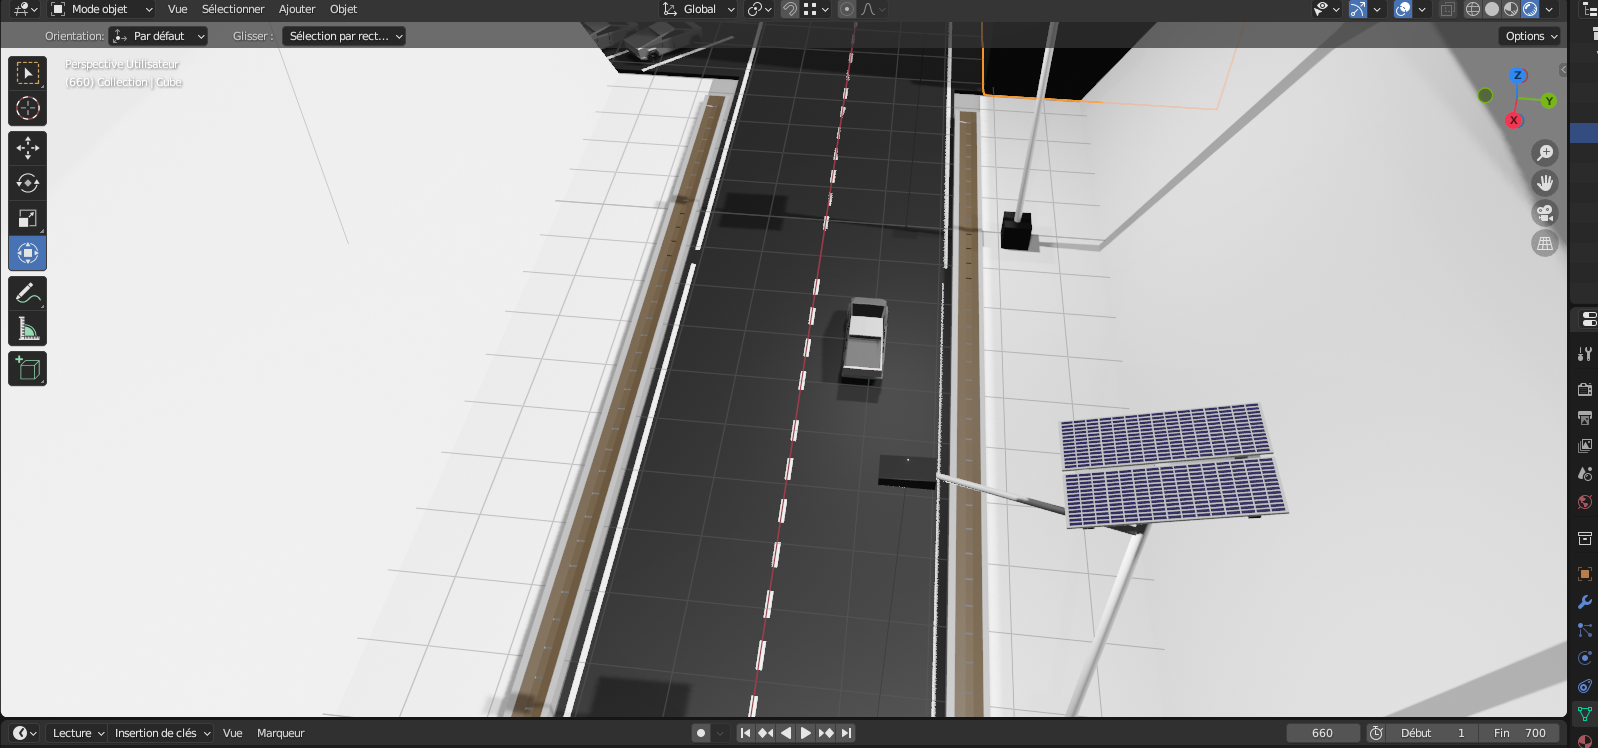 Mode objet Vue Sélectionner Ajouter Objet Global
Orientation: Par défaut Glisser : Sélection par rect... Options
Perspective Utilisateur
(660) Collection | Cube
Z
Y
X
Lecture Insertion de clés Vue Marqueur 660 Début 1 Fin 700